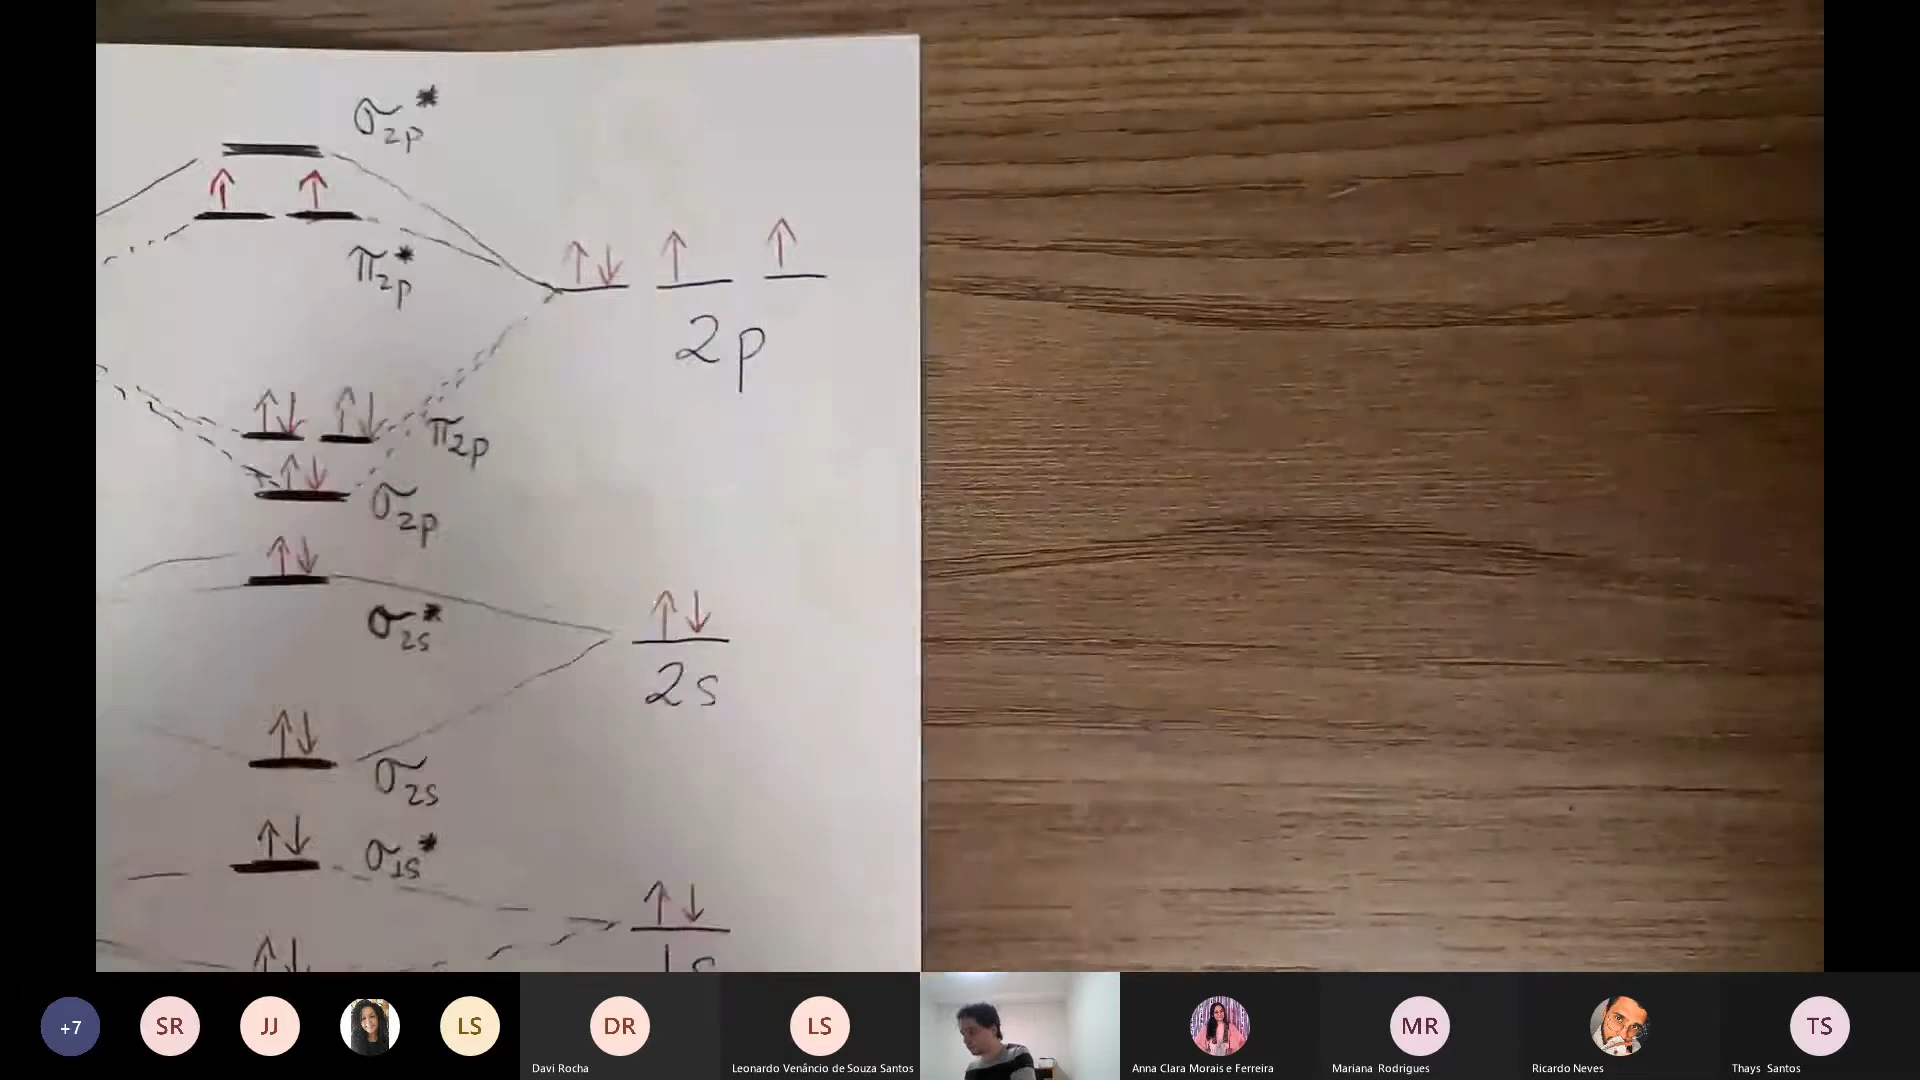 σ2p*
π2p*
2p
π2p
σ2p
σ2s*
2s
σ2s
σ1s*
1s
+7
SR
JJ
LS
DR
LS
MR
TS
Davi Rocha
Leonardo Venâncio de Souza Santos
Anna Clara Morais e Ferreira
Mariana Rodrigues
Ricardo Neves
Thays Santos